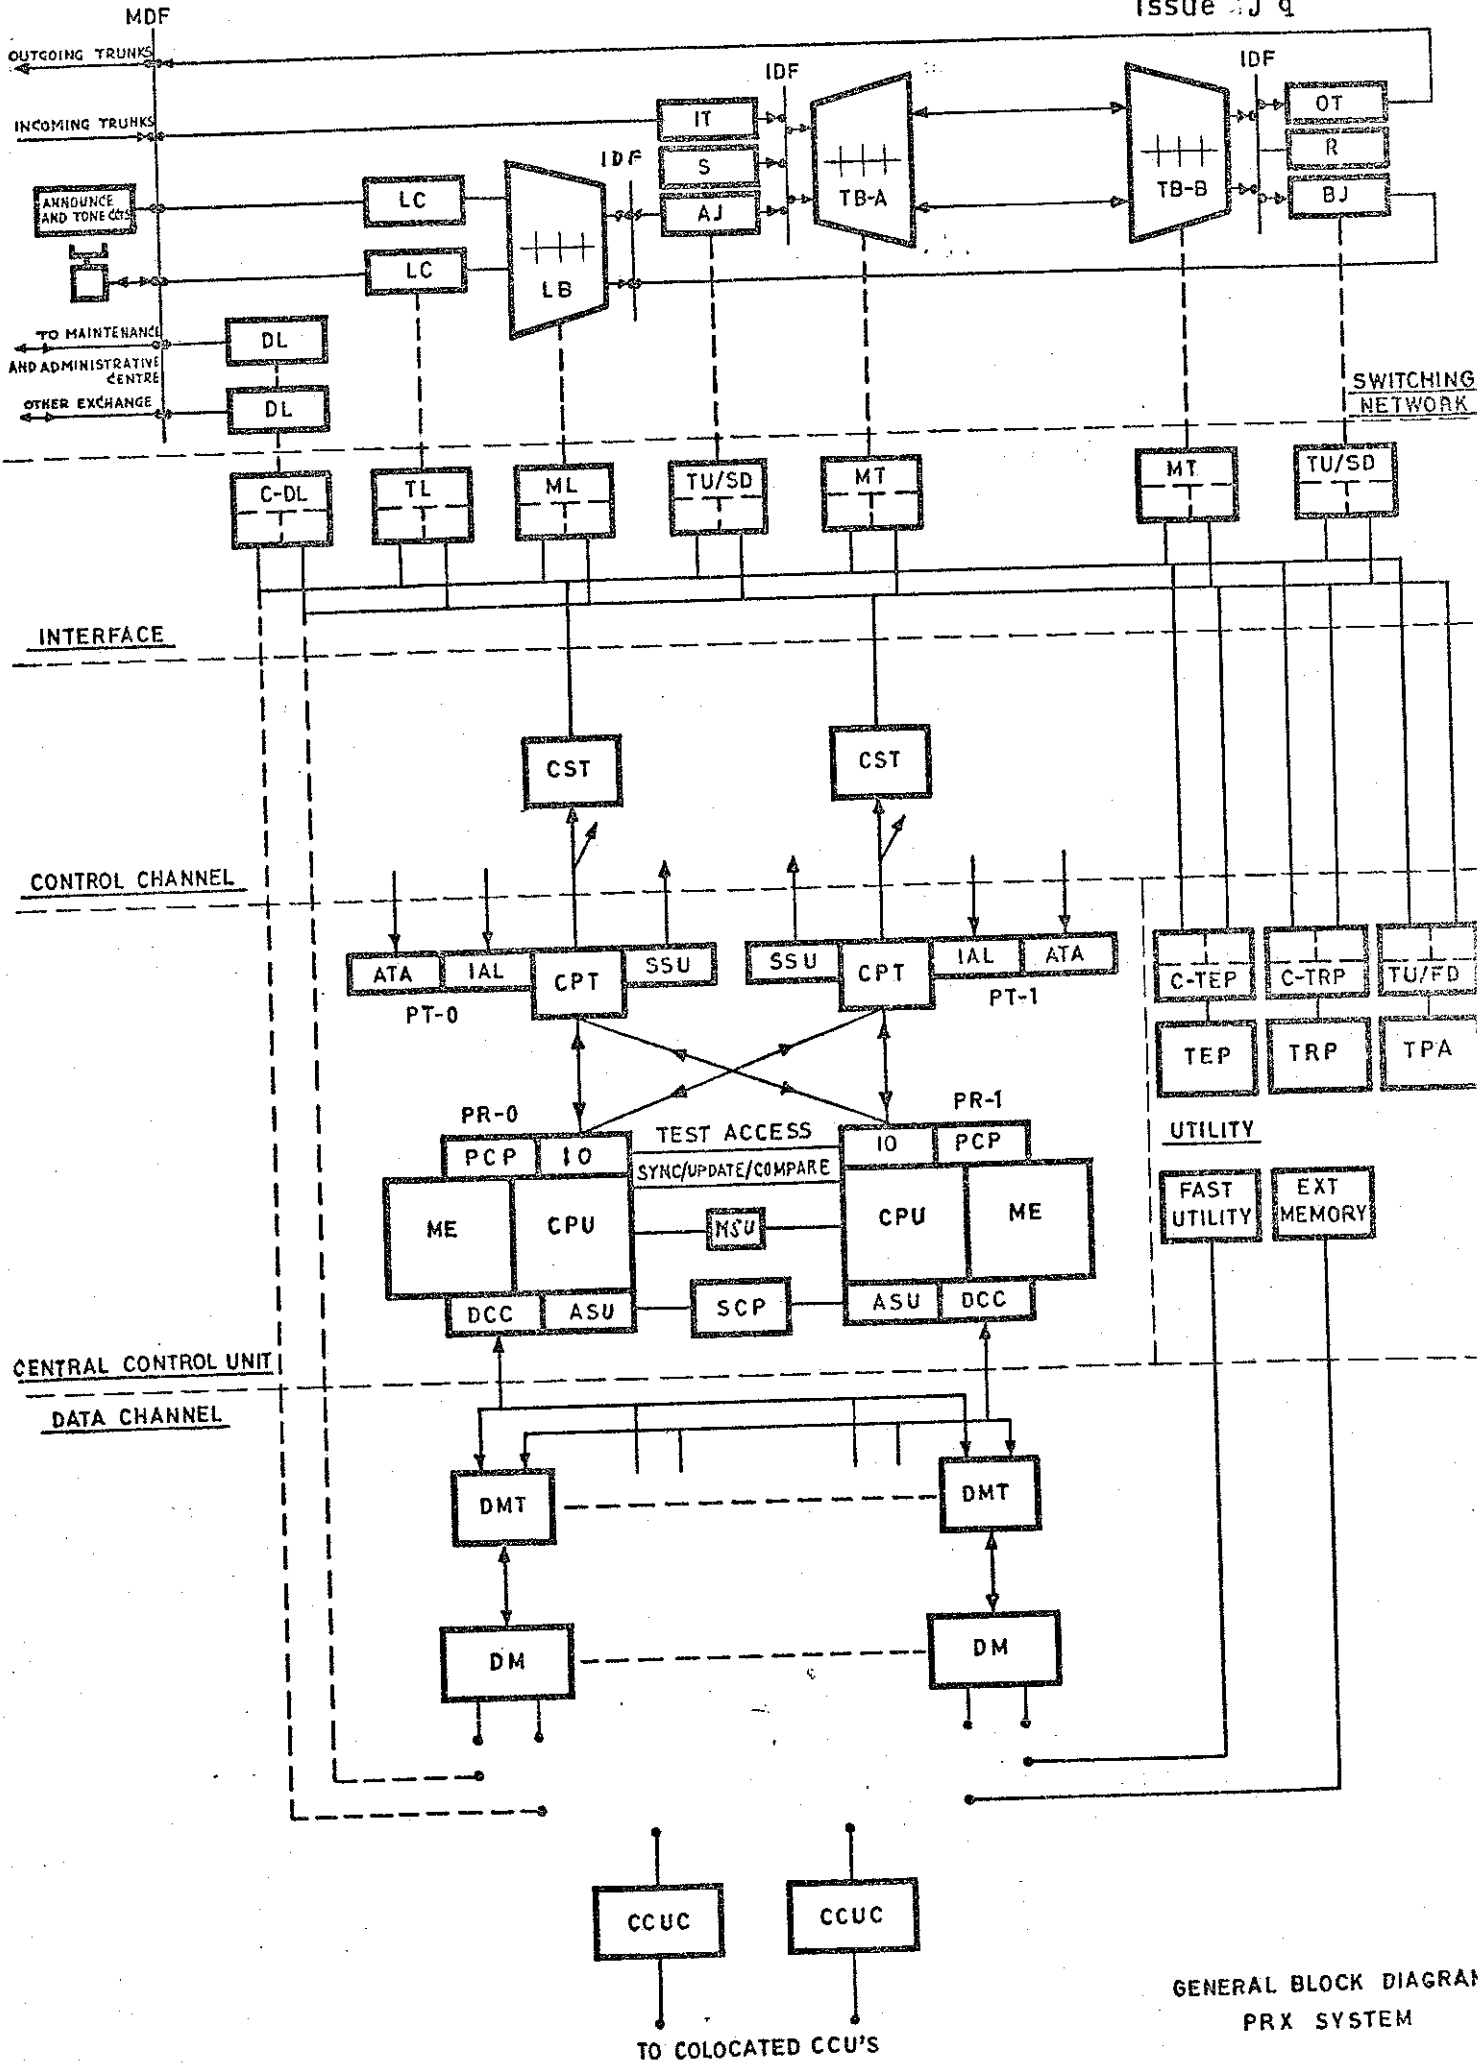 Issue
MDF
OUTGOING TRUNKS
INCOMING TRUNKS
ANNOUNCE
AND TONE CCTS
TO MAINTENANCE
AND ADMINISTRATIVE
CENTRE
OTHER EXCHANGE
DL
DL
LC
LC
LB
IDF
IT
S
AJ
IDF
TB-A
TB-B
IDF
OT
R
BJ
SWITCHING
NETWORK
C-DL
TL
ML
TU/SD
MT
MT
TU/SD
INTERFACE
CST
CST
CONTROL CHANNEL
ATA
IAL
CPT
SSU
PT-0
SSU
CPT
IAL
ATA
PT-1
C-TEP
C-TRP
TU/FD
TEP
TRP
TPA
UTILITY
FAST
UTILITY
EXT
MEMORY
PR-0
PCP
IO
ME
CPU
DCC
ASU
TEST ACCESS
SYNC/UPDATE/COMPARE
MSU
SCP
PR-1
IO
PCP
CPU
ME
ASU
DCC
CENTRAL CONTROL UNIT
DATA CHANNEL
DMT
DMT
DM
DM
CCUC
CCUC
TO COLOCATED CCU'S
GENERAL BLOCK DIAGRAM
PRX SYSTEM